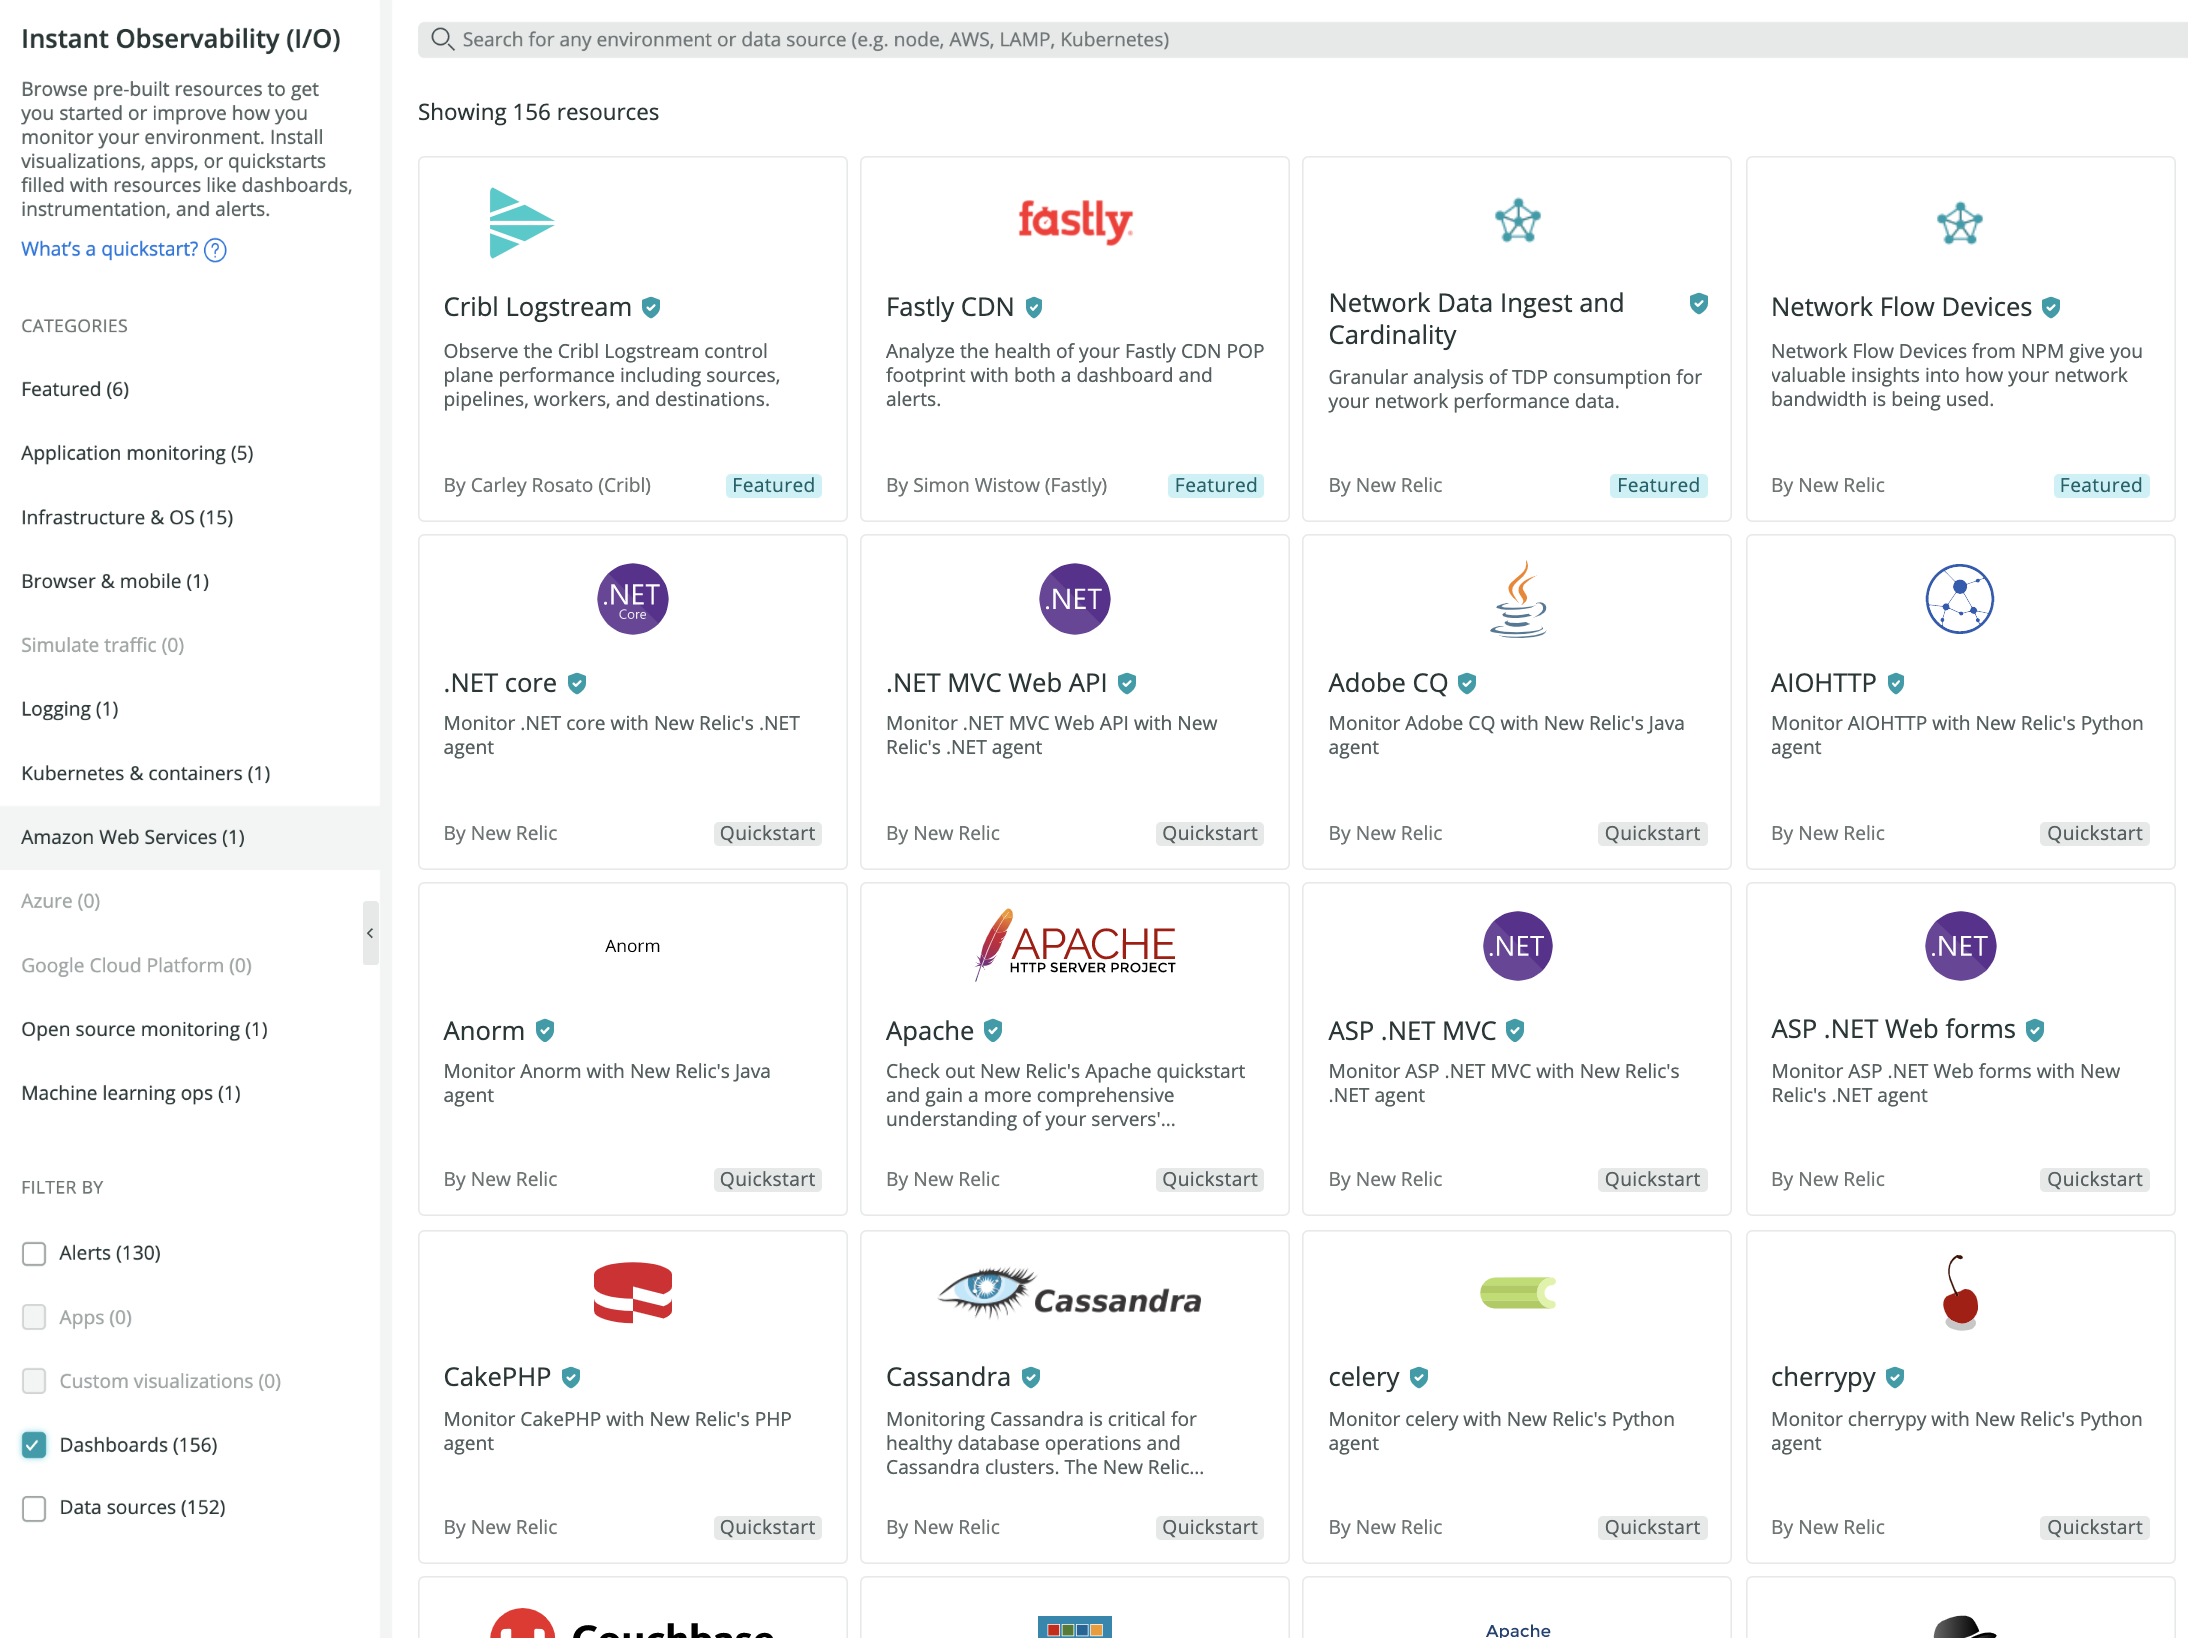 Instant Observability (I/O)
Browse pre-built resources to get
you started or improve how you
monitor your environment. Install
visualizations, apps, or quickstarts
filled with resources like dashboards,
instrumentation, and alerts.
What's a quickstart? ?
CATEGORIES
Featured (6)
Application monitoring (5)
Infrastructure & OS (15)
Browser & mobile (1)
Simulate traffic (0)
Logging (1)
Kubernetes & containers (1)
Amazon Web Services (1)
Azure (0)
Google Cloud Platform (0)
Open source monitoring (1)
Machine learning ops (1)
FILTER BY
Alerts (130)
Apps (0)
Custom visualizations (0)
Dashboards (156)
Data sources (152)
Search for any environment or data source (e.g. node, AWS, LAMP, Kubernetes)
Showing 156 resources
Cribl Logstream
Observe the Cribl Logstream control
plane performance including sources,
pipelines, workers, and destinations.
By Carley Rosato (Cribl)
Featured
fastly
Fastly CDN
Analyze the health of your Fastly CDN POP
footprint with both a dashboard and
alerts.
By Simon Wistow (Fastly)
Featured
Network Data Ingest and
Cardinality
Granular analysis of TDP consumption for
your network performance data.
By New Relic
Featured
Network Flow Devices
Network Flow Devices from NPM give you
valuable insights into how your network
bandwidth is being used.
By New Relic
Featured
.NET
Core
.NET core
Monitor .NET core with New Relic's .NET
agent
By New Relic
Quickstart
.NET
.NET MVC Web API
Monitor .NET MVC Web API with New
Relic's .NET agent
By New Relic
Quickstart
Adobe CQ
Monitor Adobe CQ with New Relic's Java
agent
By New Relic
Quickstart
AIOHTTP
Monitor AIOHTTP with New Relic's Python
agent
By New Relic
Quickstart
Anorm
Anorm
Monitor Anorm with New Relic's Java
agent
By New Relic
Quickstart
APACHE
HTTP SERVER PROJECT
Apache
Check out New Relic's Apache quickstart
and gain a more comprehensive
understanding of your servers'...
By New Relic
Quickstart
.NET
ASP .NET MVC
Monitor ASP .NET MVC with New Relic's
.NET agent
By New Relic
Quickstart
.NET
ASP .NET Web forms
Monitor ASP .NET Web forms with New
Relic's .NET agent
By New Relic
Quickstart
CakePHP
Monitor CakePHP with New Relic's PHP
agent
By New Relic
Quickstart
Cassandra
Cassandra
Monitoring Cassandra is critical for
healthy database operations and
Cassandra clusters. The New Relic...
By New Relic
Quickstart
celery
Monitor celery with New Relic's Python
agent
By New Relic
Quickstart
cherrypy
Monitor cherrypy with New Relic's Python
agent
By New Relic
Quickstart
Couchbase
Apache